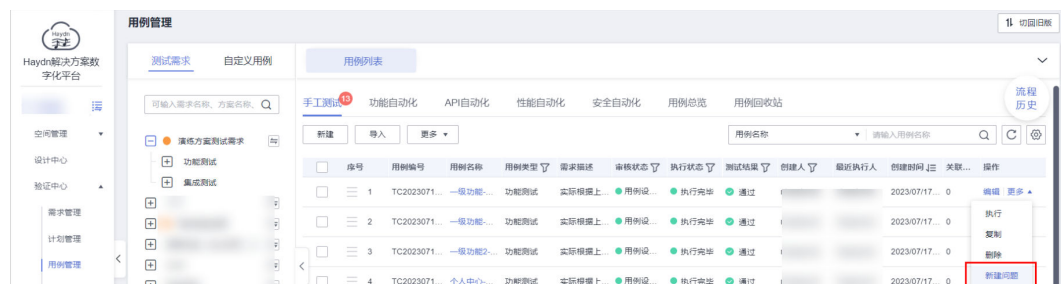 用例管理
切回旧版
Haydn
Haydn解决方案数
字化平台
测试需求 自定义用例 用例列表
流程
历史
可输入需求名称、方案名称、
手工测试 13 功能自动化 API自动化 性能自动化 安全自动化 用例总览 用例回收站
空间管理
设计中心
验证中心
需求管理
计划管理
用例管理
演练方案测试需求
功能测试
集成测试
新建 导入 更多 用例名称 请输入用例名称
序号 用例编号 用例名称 用例类型 需求描述 审核状态 执行状态 测试结果 创建人 最近执行人 创建时间 关联... 操作
1 TC2023071... 一级功能-... 功能测试 实际根据上... 用例设... 执行完毕 通过 2023/07/17... 0 编辑 更多
2 TC2023071... 一级功能-... 功能测试 实际根据上... 用例设... 执行完毕 通过 2023/07/17... 0
3 TC2023071... 一级功能2-... 功能测试 实际根据上... 用例设... 执行完毕 通过 2023/07/17... 0
4 TC2023071... 个人中心-... 功能测试 实际根据上... 用例设... 执行完毕 通过 2023/07/17... 0
执行
复制
删除
新建问题